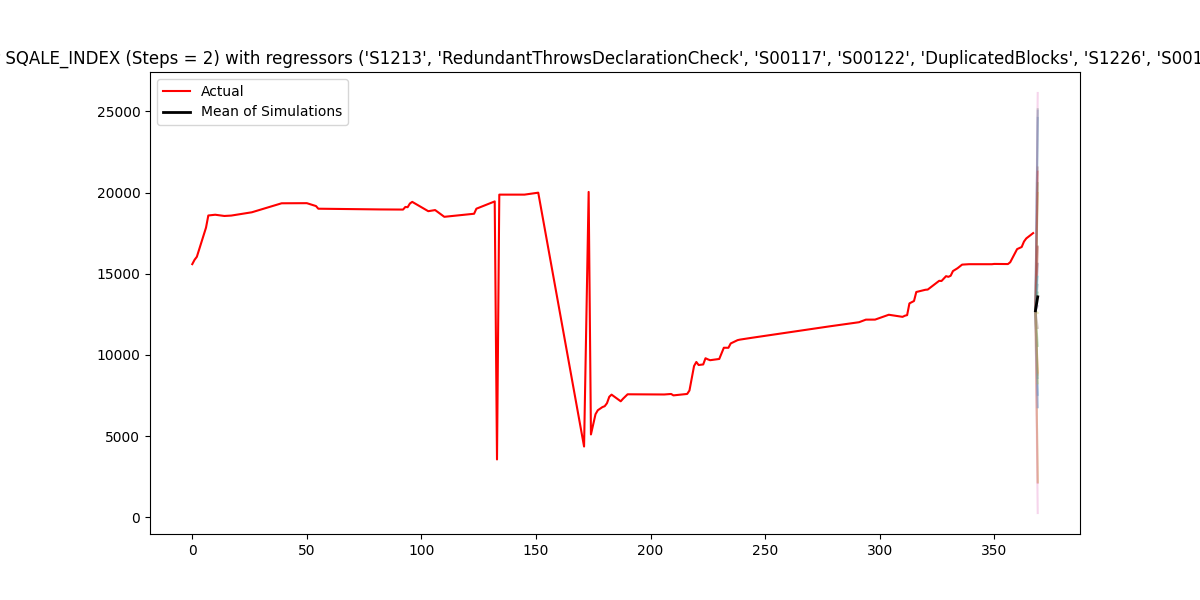 SQALE_INDEX (Steps = 2) with regressors ('S1213', 'RedundantThrowsDeclarationCheck', 'S00117', 'S00122', 'DuplicatedBlocks', 'S1226', 'S001
Actual
Mean of Simulations
25000
20000
15000
10000
5000
0
0 50 100 150 200 250 300 350